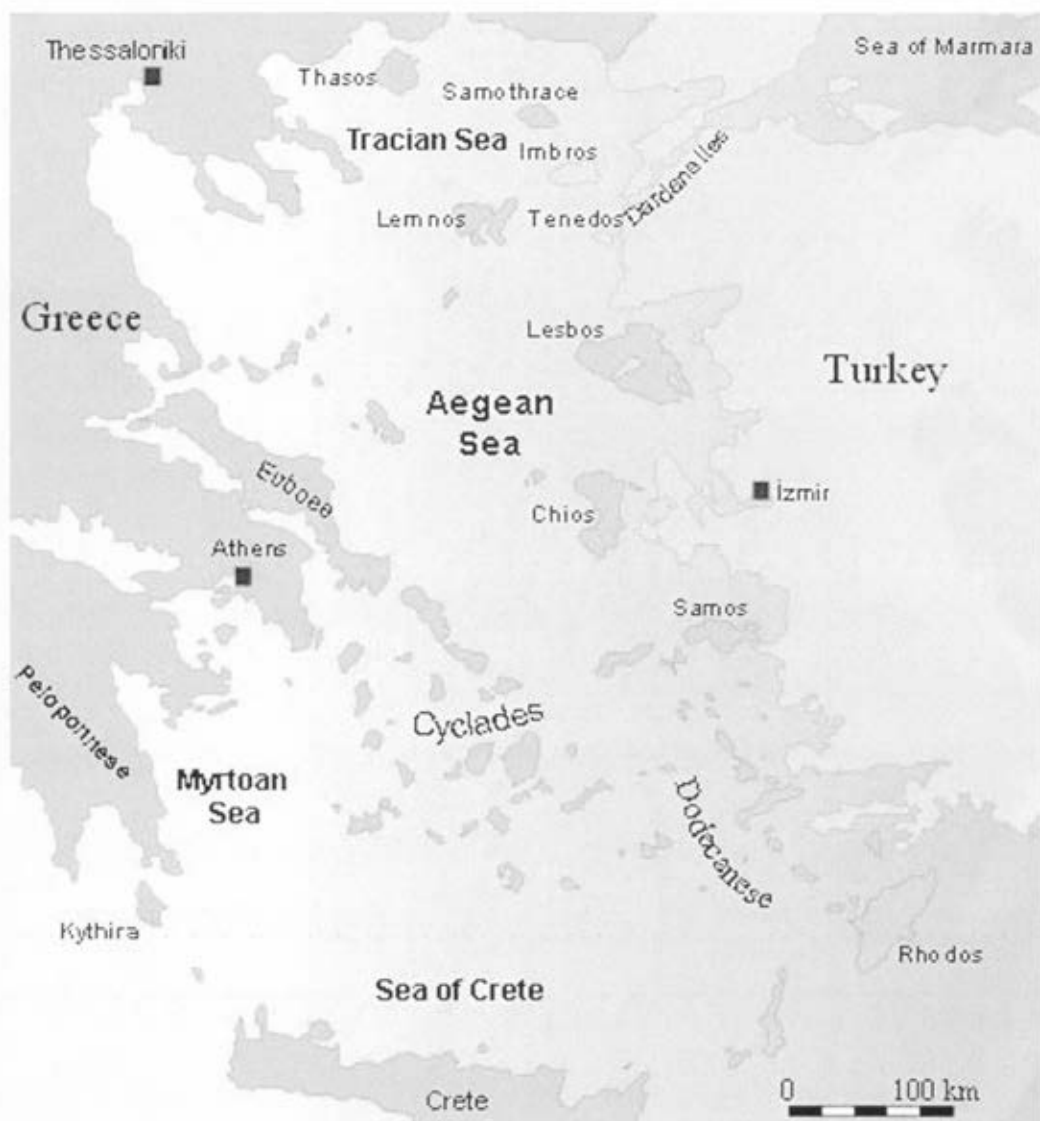 Thessaloniki
Sea of Marmara
Thasos
Samothrace
Tracian Sea
Imbros
Dardanelles
Lemnos
Tenedos
Greece
Lesbos
Turkey
Aegean
Sea
Euboea
İzmir
Chios
Athens
Samos
Peloponnese
Cyclades
Myrtoan
Sea
Dodecanese
Kythira
Rhodos
Sea of Crete
0 100 km
Crete